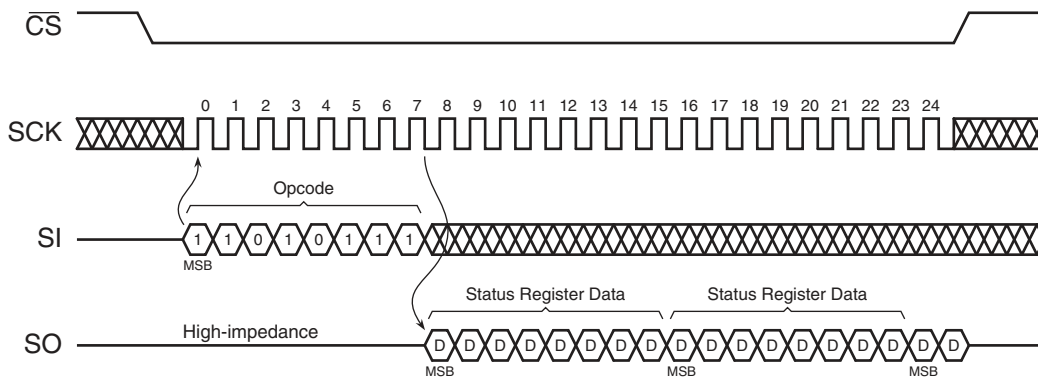 CS
0 1 2 3 4 5 6 7 8 9 10 11 12 13 14 15 16 17 18 19 20 21 22 23 24
SCK
Opcode
SI 1 1 0 1 0 1 1 1
MSB
Status Register Data Status Register Data
High-impedance
SO D D D D D D D D D D D D D D D D D D
MSB MSB MSB